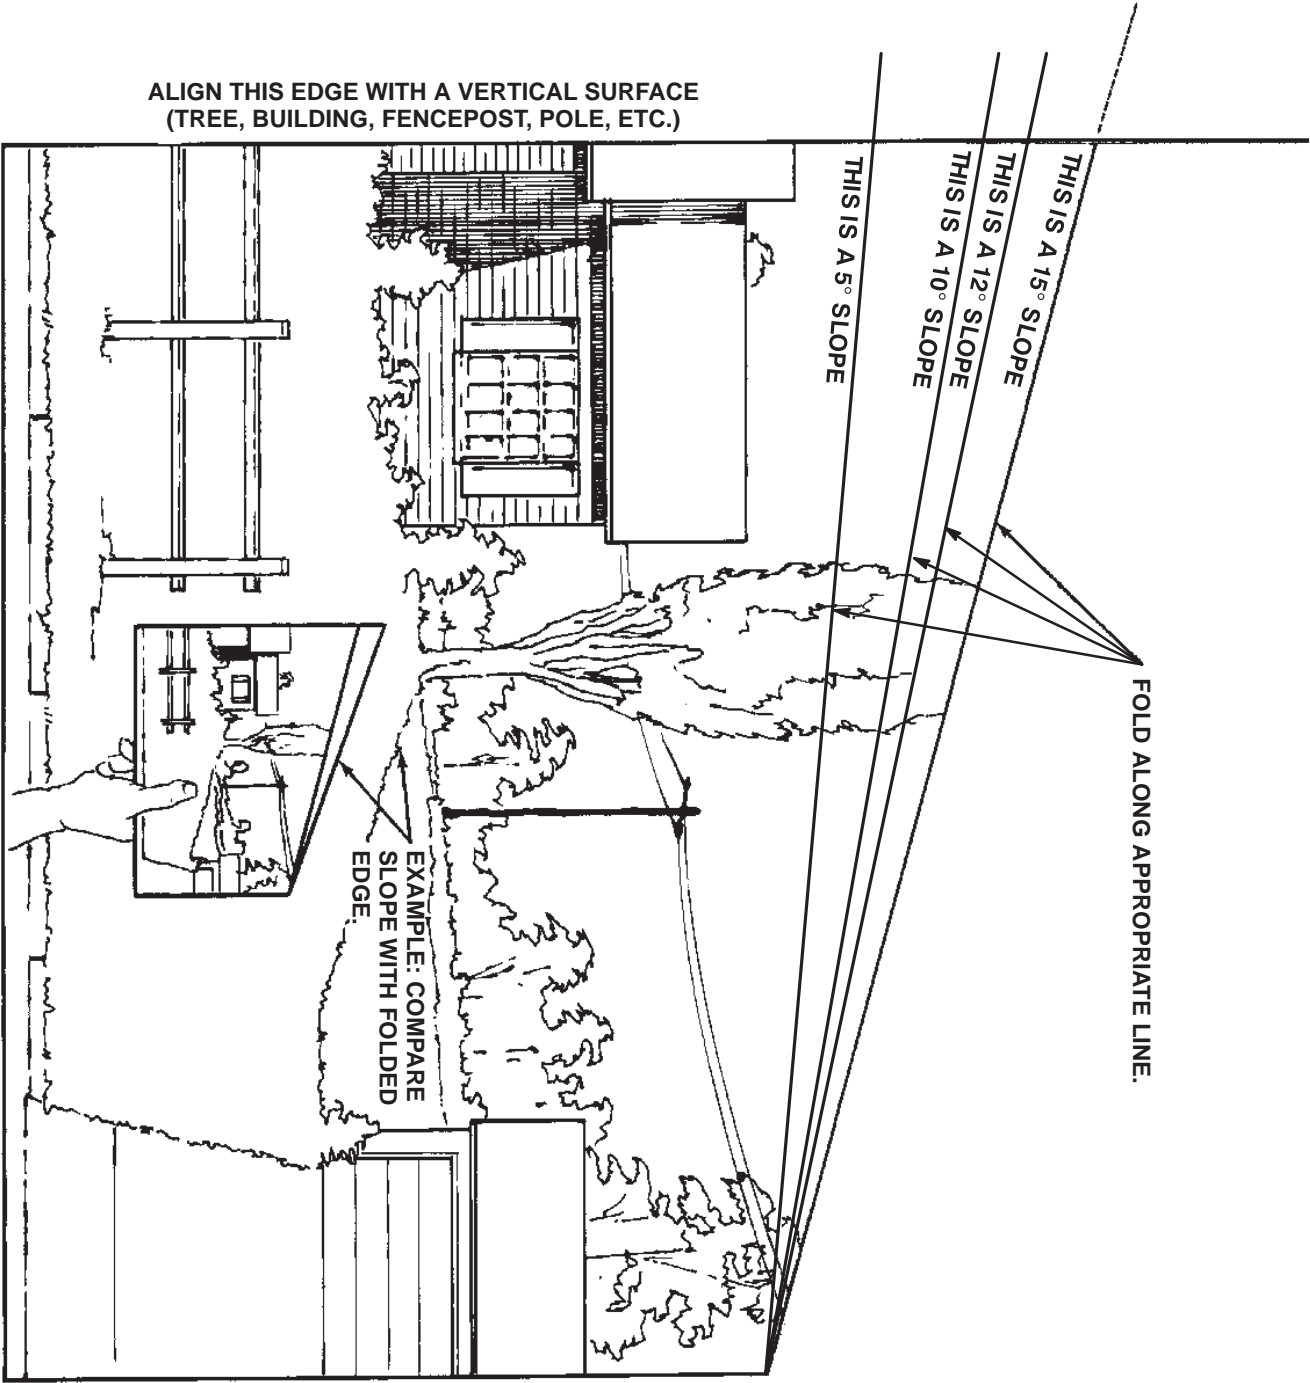 ALIGN THIS EDGE WITH A VERTICAL SURFACE
(TREE, BUILDING, FENCEPOST, POLE, ETC.)
THIS IS A 15° SLOPE
THIS IS A 12° SLOPE
THIS IS A 10° SLOPE
THIS IS A 5° SLOPE
FOLD ALONG APPROPRIATE LINE.
EXAMPLE: COMPARE
SLOPE WITH FOLDED
EDGE.